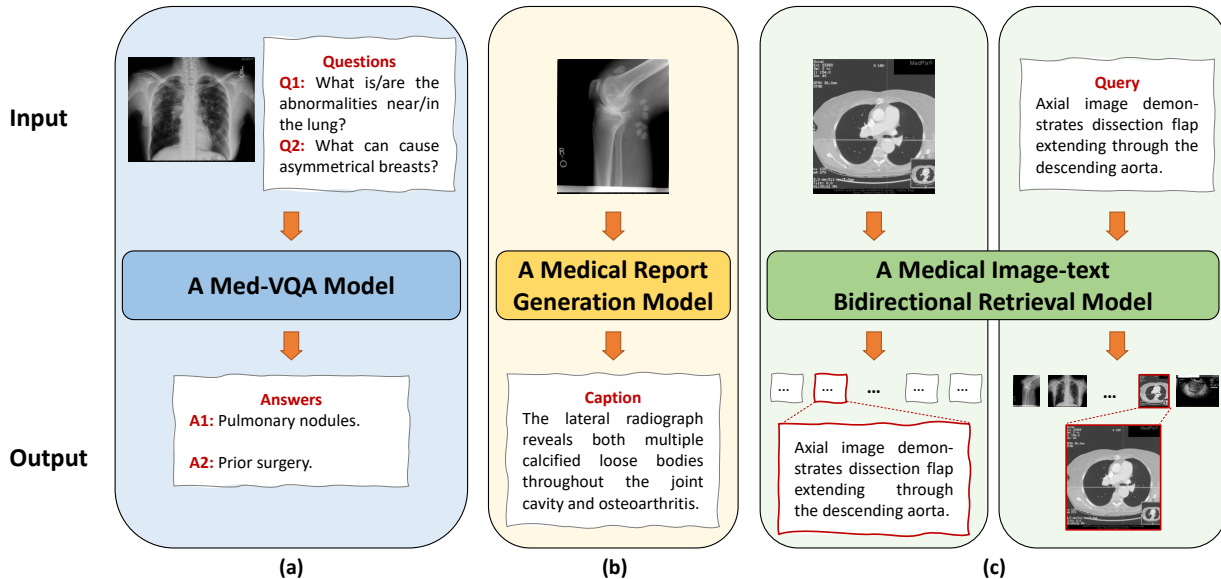 Input
Questions
Q1: What is/are the
abnormalities near/in
the lung?
Q2: What can cause
asymmetrical breasts?
A Med-VQA Model
Output
Answers
A1: Pulmonary nodules.
A2: Prior surgery.
(a)
A Medical Report
Generation Model
Caption
The lateral radiograph
reveals both multiple
calcified loose bodies
throughout the joint
cavity and osteoarthritis.
(b)
MedPix®
Query
Axial image demon-
strates dissection flap
extending through the
descending aorta.
A Medical Image-text
Bidirectional Retrieval Model
... ... ... ... ...
Axial image demon-
strates dissection flap
extending through
the descending aorta.
...
(c)